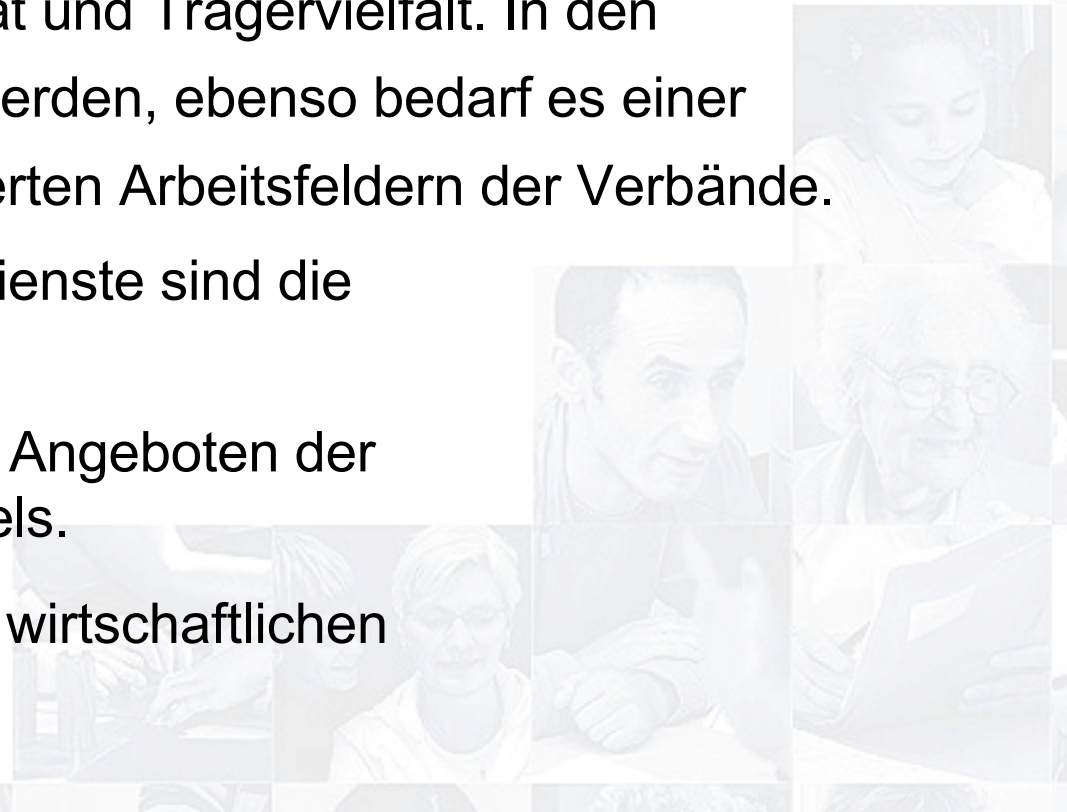 ät und Trägervielfalt. In den
erden, ebenso bedarf es einer
erten Arbeitsfeldern der Verbände.
ienste sind die
Angeboten der
els.
wirtschaftlichen